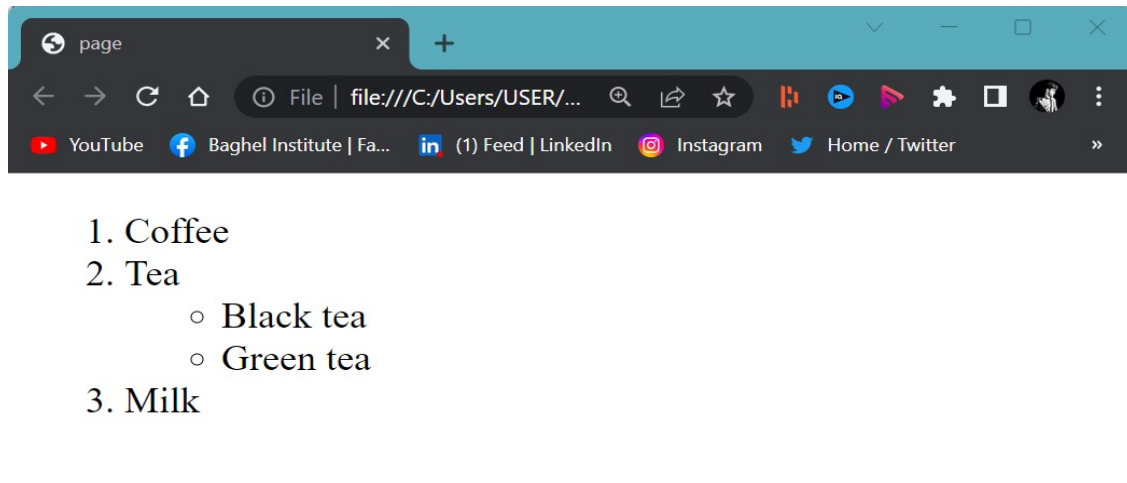 page
File file:///C:/Users/USER/...
YouTube Baghel Institute | Fa... in (1) Feed | LinkedIn Instagram Home / Twitter »
1. Coffee
2. Tea
○ Black tea
○ Green tea
3. Milk